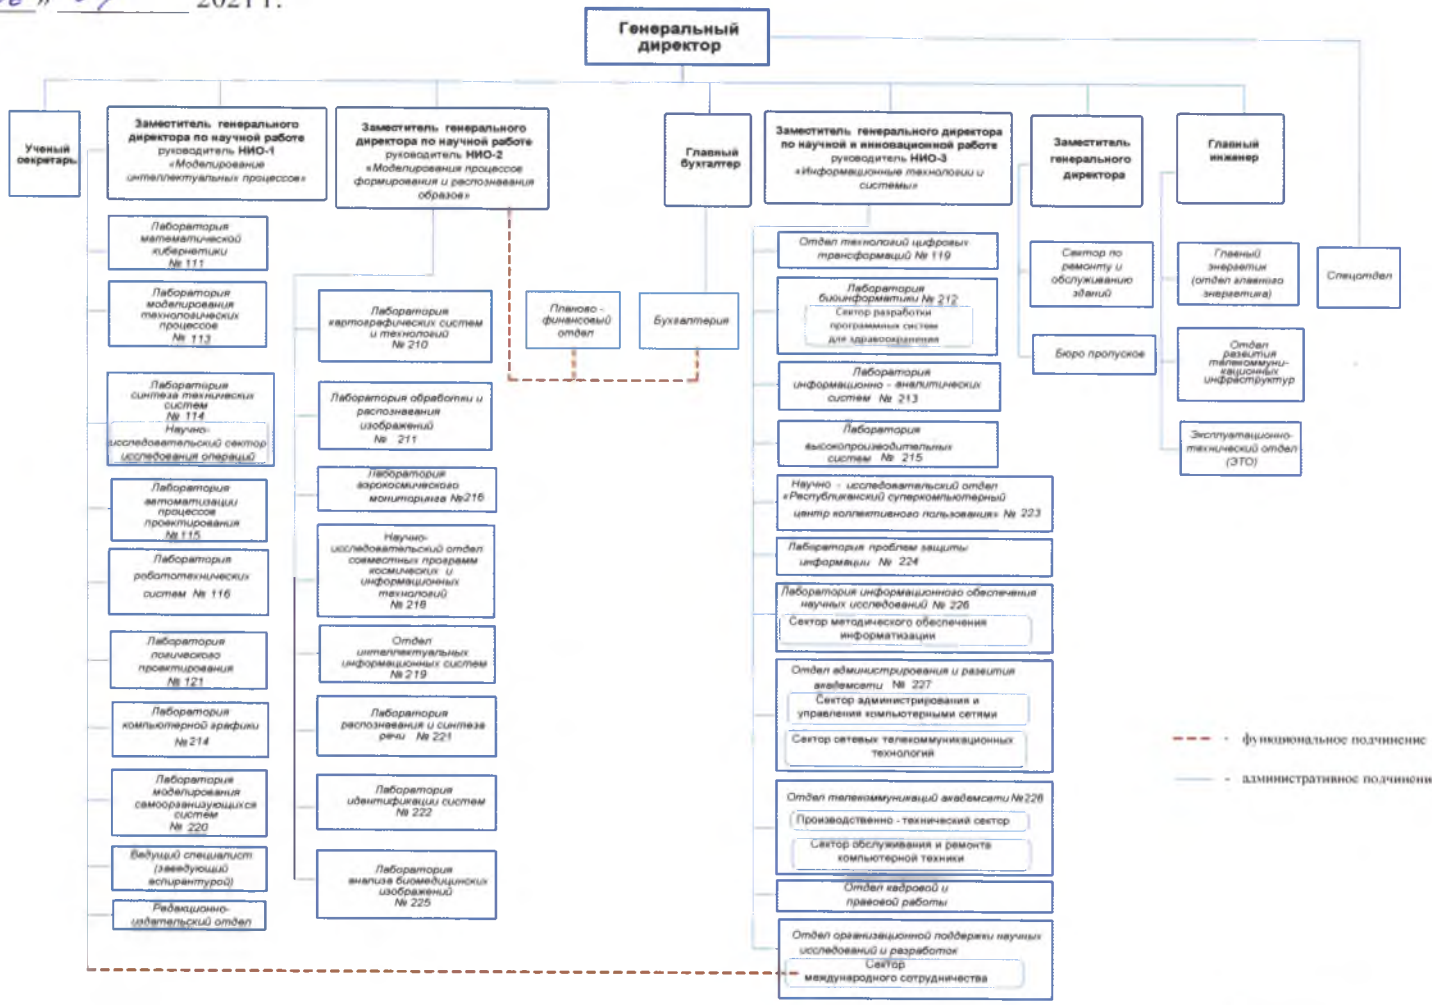 2021 г.
Генеральный
директор
Ученый
секретарь
Заместитель генерального
директора по научной работе
руководитель НИО-1
«Моделирование
интеллектуальных процессов»
Заместитель генерального
директора по научной работе
руководитель НИО-2
«Моделирования процессов
формирования и распознавания
образов»
Главный
бухгалтер
Заместитель генерального директора
по научной и инновационной работе
руководитель НИО-3
«Информационные технологии и
системы»
Заместитель
генерального
директора
Главный
инженер
Лаборатория
математической
кибернетики
№ 111
Лаборатория
моделирования
технологических
процессов
№ 113
Лаборатория
синтеза технических
систем
№ 114
Научно-
исследовательский сектор
исследования операций
Лаборатория
автоматизации
процессов
проектирования
№ 115
Лаборатория
робототехнических
систем № 116
Лаборатория
логического
проектирования
№ 121
Лаборатория
компьютерной графики
№ 214
Лаборатория
моделирования
самоорганизующихся
систем
№ 220
Ведущий специалист
(заведующий
аспирантурой)
Редакционно-
издательский отдел
Лаборатория
картографических систем
и технологий
№ 210
Лаборатория обработки и
распознавания
изображений
№ 211
Лаборатория
аэрокосмического
мониторинга №216
Научно-
исследовательский отдел
совместных программ
космических и
информационных
технологий
№ 218
Отдел
интеллектуальных
информационных систем
№ 219
Лаборатория
распознавания и синтеза
речи № 221
Лаборатория
идентификации систем
№ 222
Лаборатория
анализа биомедицинских
изображений
№ 225
Планово -
финансовый
отдел
Бухгалтерия
Отдел технологий цифровых
трансформаций № 119
Лаборатория
биоинформатики № 212
Сектор разработки
программных систем
для здравоохранения
Лаборатория
информационно - аналитических
систем № 213
Лаборатория
высокопроизводительных
систем № 215
Научно - исследовательский отдел
«Республиканский суперкомпьютерный
центр коллективного пользования» № 223
Лаборатория проблем защиты
информации № 224
Лаборатория информационного обеспечения
научных исследований № 226
Сектор методического обеспечения
информатизации
Отдел администрирования и развития
академсети № 227
Сектор администрирования и
управления компьютерными сетями
Сектор сетевых телекоммуникационных
технологий
Отдел телекоммуникаций академсети №228
Производственно - технический сектор
Сектор обслуживания и ремонта
компьютерной техники
Отдел кадровой и
правовой работы
Отдел организационной поддержки научных
исследований и разработок
Сектор
международного сотрудничества
Сектор по
ремонту и
обслуживанию
зданий
Бюро пропусков
Главный
энергетик
(отдел главного
энергетика)
Отдел
развития
телекоммуни-
кационных
инфраструктур
Эксплуатационно-
технический отдел
(ЭТО)
Спецотдел
- функциональное подчинение
- административное подчинени